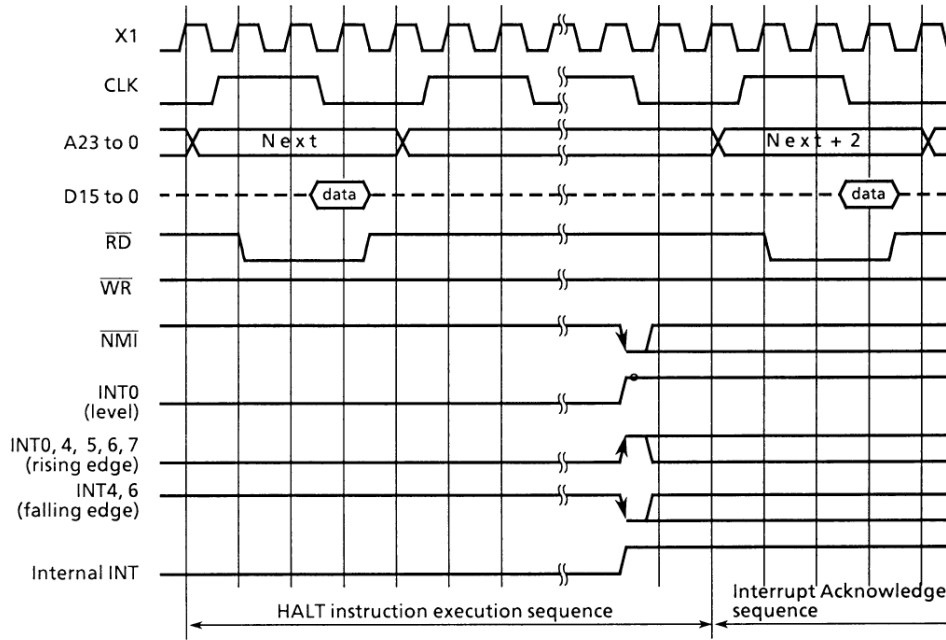 X1
CLK
A23 to 0
Next
Next + 2
D15 to 0
data
data
RD
WR
NMI
INT0
(level)
INT0, 4, 5, 6, 7
(rising edge)
INT4, 6
(falling edge)
Internal INT
HALT instruction execution sequence
Interrupt Acknowledge
sequence